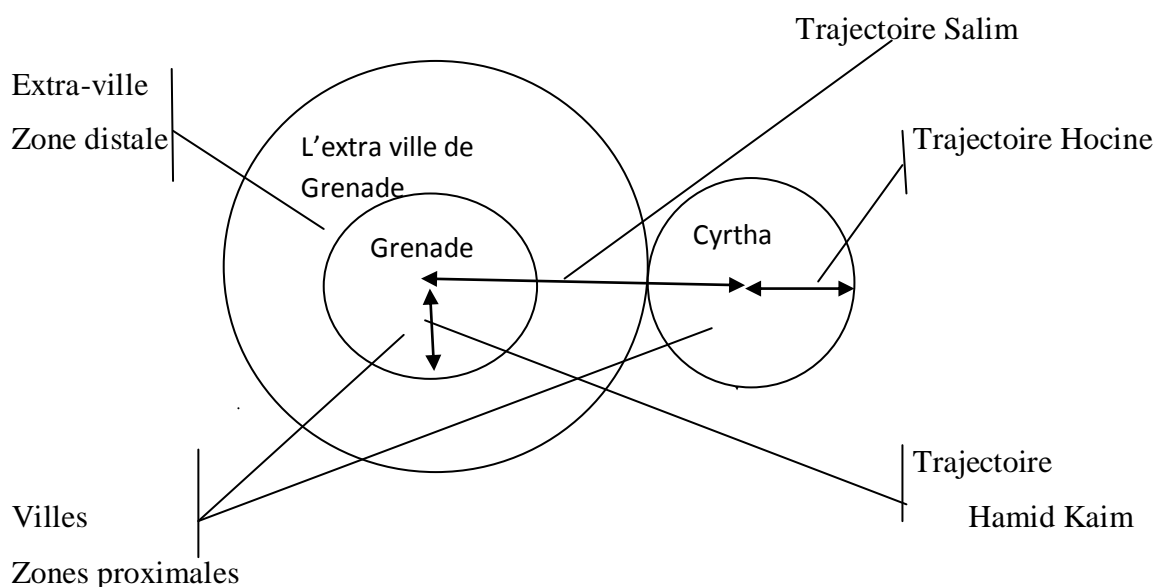 Trajectoire Salim
Extra-ville
Zone distale
Trajectoire Hocine
L’extra ville de
Grenade
Grenade
Cyrtha
Villes
Zones proximales
Trajectoire
Hamid Kaim